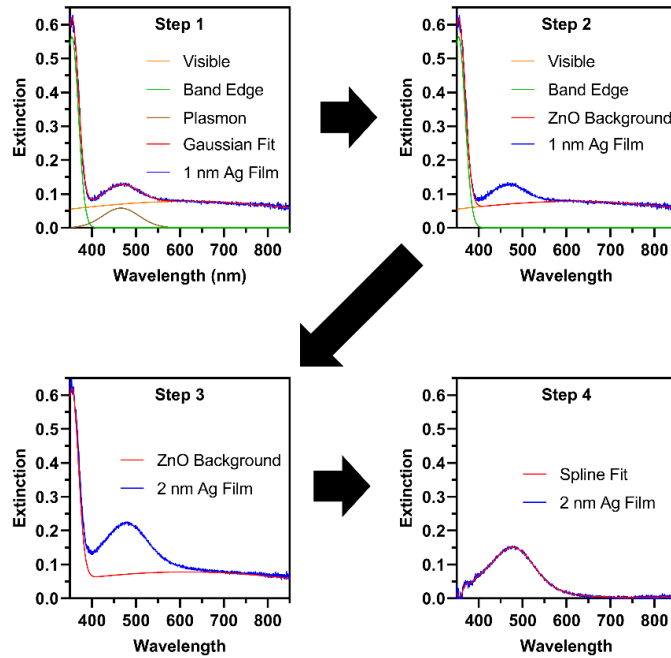 Step 1
Extinction
0.6
0.5
0.4
0.3
0.2
0.1
0.0
Visible
Band Edge
Plasmon
Gaussian Fit
1 nm Ag Film
400 500 600 700 800
Wavelength (nm)
Step 2
Extinction
0.6
0.5
0.4
0.3
0.2
0.1
0.0
Visible
Band Edge
ZnO Background
1 nm Ag Film
400 500 600 700 800
Wavelength
Step 3
Extinction
0.6
0.5
0.4
0.3
0.2
0.1
0.0
ZnO Background
2 nm Ag Film
400 500 600 700 800
Wavelength
Step 4
Extinction
0.6
0.5
0.4
0.3
0.2
0.1
0.0
Spline Fit
2 nm Ag Film
400 500 600 700 800
Wavelength